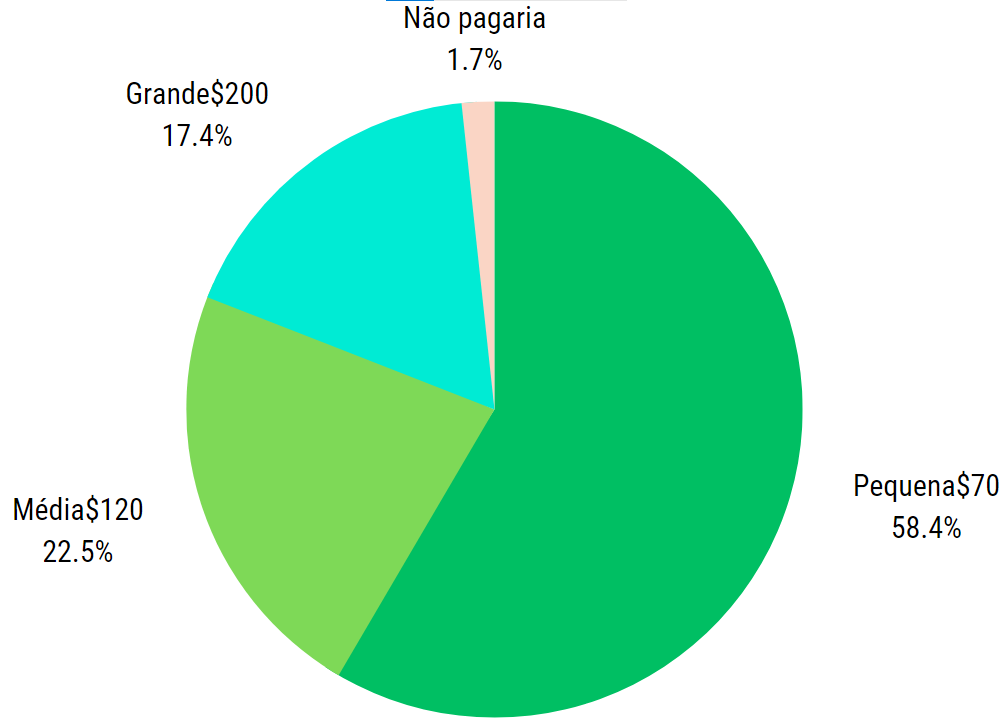 Não pagaria
1.7%
Grande$200
17.4%
Pequena$70
58.4%
Média$120
22.5%